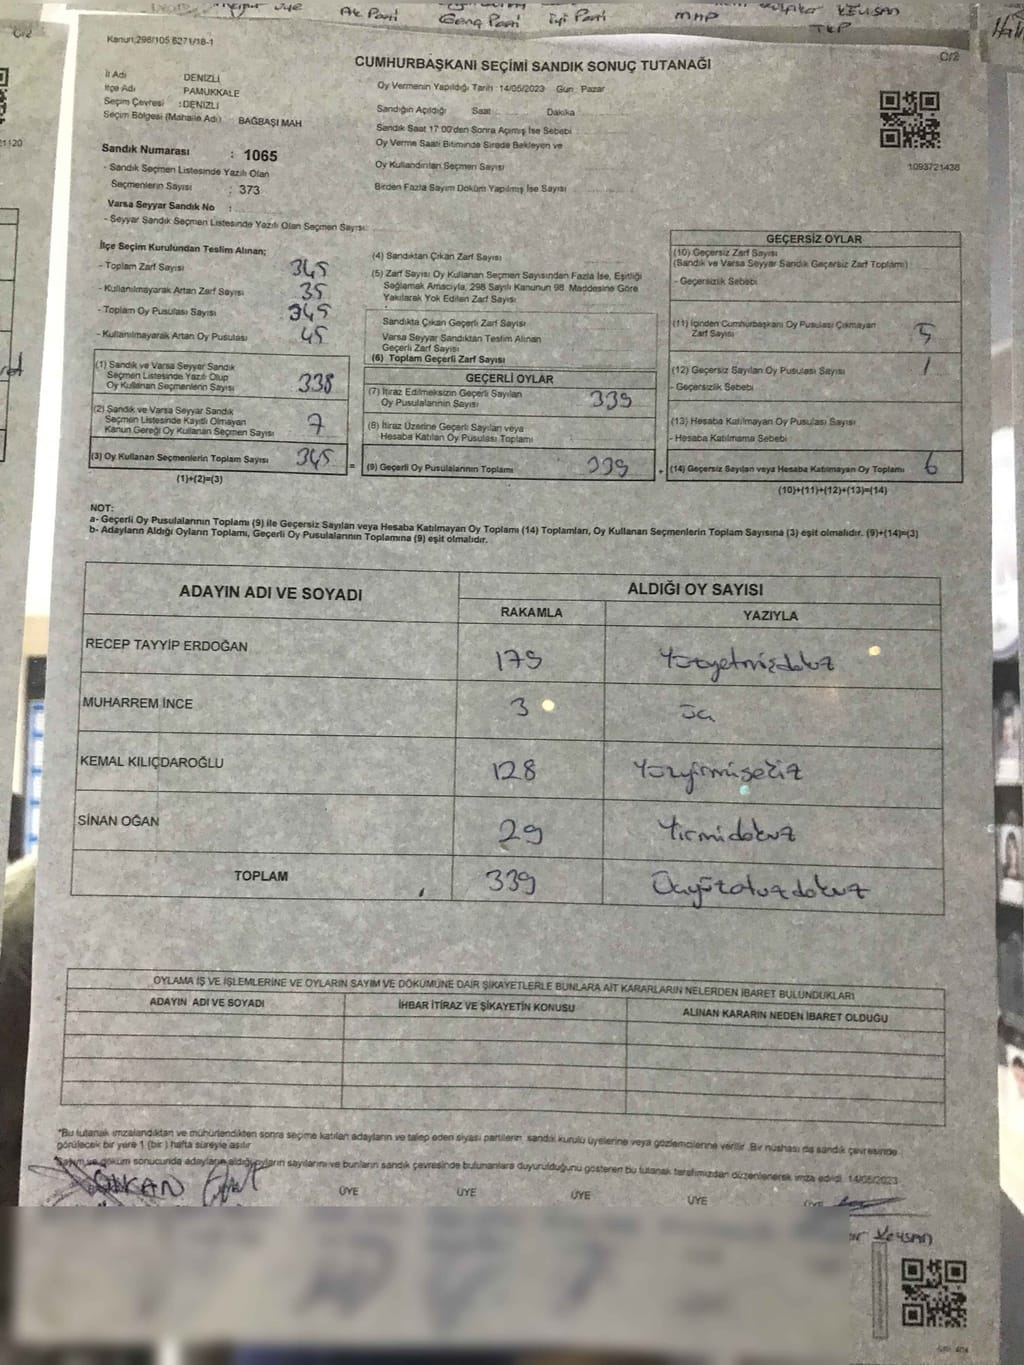 Ak Parti
Genç Parti
iyi Parti
MHP
TKP
Kanun:298/105 6271/18-1
C/2
CUMHURBAŞKANI SEÇİMİ SANDIK SONUÇ TUTANAĞI
İl Adı DENİZLİ
İlçe Adı PAMUKKALE
Seçim Çevresi : DENİZLİ
Seçim Bölgesi (Mahalle Adı) : BAĞBAŞI MAH
Sandık Numarası : 1065
- Sandık Seçmen Listesinde Yazılı Olan
Seçmenlerin Sayısı : 373
Varsa Seyyar Sandık No :
- Seyyar Sandık Seçmen Listesinde Yazılı Olan Seçmen Sayısı:
Oy Vermenin Yapıldığı Tarih : 14/05/2023 Gün : Pazar
Sandığın Açıldığı Saat Dakika
Sandık Saat 17:00'den Sonra Açılmış İse Sebebi
Oy Verme Saati Bitiminde Sırada Bekleyen ve
Oy Kullandırılan Seçmen Sayısı
Birden Fazla Sayım Döküm Yapılmış İse Sayısı
1093721436
İlçe Seçim Kurulundan Teslim Alınan;
- Toplam Zarf Sayısı 345
- Kullanılmayarak Artan Zarf Sayısı 35
- Toplam Oy Pusulası Sayısı 345
- Kullanılmayarak Artan Oy Pusulası 45
(1) Sandık ve Varsa Seyyar Sandık
Seçmen Listesinde Yazılı Olup
Oy Kullanan Seçmenlerin Sayısı 338
(2) Sandık ve Varsa Seyyar Sandık
Seçmen Listesinde Kayıtlı Olmayan
Kanun Gereği Oy Kullanan Seçmen Sayısı 7
(3) Oy Kullanan Seçmenlerin Toplam Sayısı 345
(1)+(2)=(3)
(4) Sandıktan Çıkan Zarf Sayısı
(5) Zarf Sayısı Oy Kullanan Seçmen Sayısından Fazla İse, Eşitliği
Sağlamak Amacıyla, 298 Sayılı Kanunun 98. Maddesine Göre
Yakılarak Yok Edilen Zarf Sayısı
Sandıkta Çıkan Geçerli Zarf Sayısı
Varsa Seyyar Sandıktan Teslim Alınan
Geçerli Zarf Sayısı
(6) Toplam Geçerli Zarf Sayısı
GEÇERLİ OYLAR
(7) İtiraz Edilmeksizin Geçerli Sayılan
Oy Pusulalarının Sayısı 339
(8) İtiraz Üzerine Geçerli Sayılan veya
Hesaba Katılan Oy Pusulası Toplamı
= (9) Geçerli Oy Pusulalarının Toplamı 339
GEÇERSİZ OYLAR
(10) Geçersiz Zarf Sayısı
(Sandık ve Varsa Seyyar Sandık Geçersiz Zarf Toplamı)
- Geçersizlik Sebebi
(11) İçinden Cumhurbaşkanı Oy Pusulası Çıkmayan
Zarf Sayısı 5
(12) Geçersiz Sayılan Oy Pusulası Sayısı 1
- Geçersizlik Sebebi
(13) Hesaba Katılmayan Oy Pusulası Sayısı
- Hesaba Katılmama Sebebi
+ (14) Geçersiz Sayılan veya Hesaba Katılmayan Oy Toplamı 6
(10)+(11)+(12)+(13)=(14)
NOT:
a- Geçerli Oy Pusulalarının Toplamı (9) ile Geçersiz Sayılan veya Hesaba Katılmayan Oy Toplamı (14) Toplamları, Oy Kullanan Seçmenlerin Toplam Sayısına (3) eşit olmalıdır. (9)+(14)=(3)
b- Adayların Aldığı Oyların Toplamı, Geçerli Oy Pusulalarının Toplamına (9) eşit olmalıdır.
ADAYIN ADI VE SOYADI ALDIĞI OY SAYISI
RAKAMLA YAZIYLA
RECEP TAYYİP ERDOĞAN 179 Yüzyetmişdokuz
MUHARREM İNCE 3 üç
KEMAL KILIÇDAROĞLU 128 Yüzyirmisekiz
SİNAN OĞAN 29 Yirmidokuz
TOPLAM 339 Üçyüzotuzdokuz
OYLAMA İŞ VE İŞLEMLERİNE VE OYLARIN SAYIM VE DÖKÜMÜNE DAİR ŞİKAYETLERLE BUNLARA AİT KARARLARIN NELERDEN İBARET BULUNDUKLARI
ADAYIN ADI VE SOYADI İHBAR İTİRAZ VE ŞİKAYETİN KONUSU ALINAN KARARIN NEDEN İBARET OLDUĞU
"Bu tutanak imzalandıktan ve mühürlendikten sonra seçime katılan adayların ve talep eden siyasi partilerin sandık kurulu üyelerine veya gözlemcilerine verilir. Bir nüshası da sandık çevresinde
görülecek bir yere 1 (bir) hafta süreyle asılır.
Sayım ve döküm sonucunda adayların aldığı oyların sayılarını ve bunların sandık çevresinde bulunanlara duyurulduğunu gösteren bu tutanak tarafımızdan düzenlenerek imza edildi. 14/05/2023
ÜYE ÜYE ÜYE ÜYE ÜYE